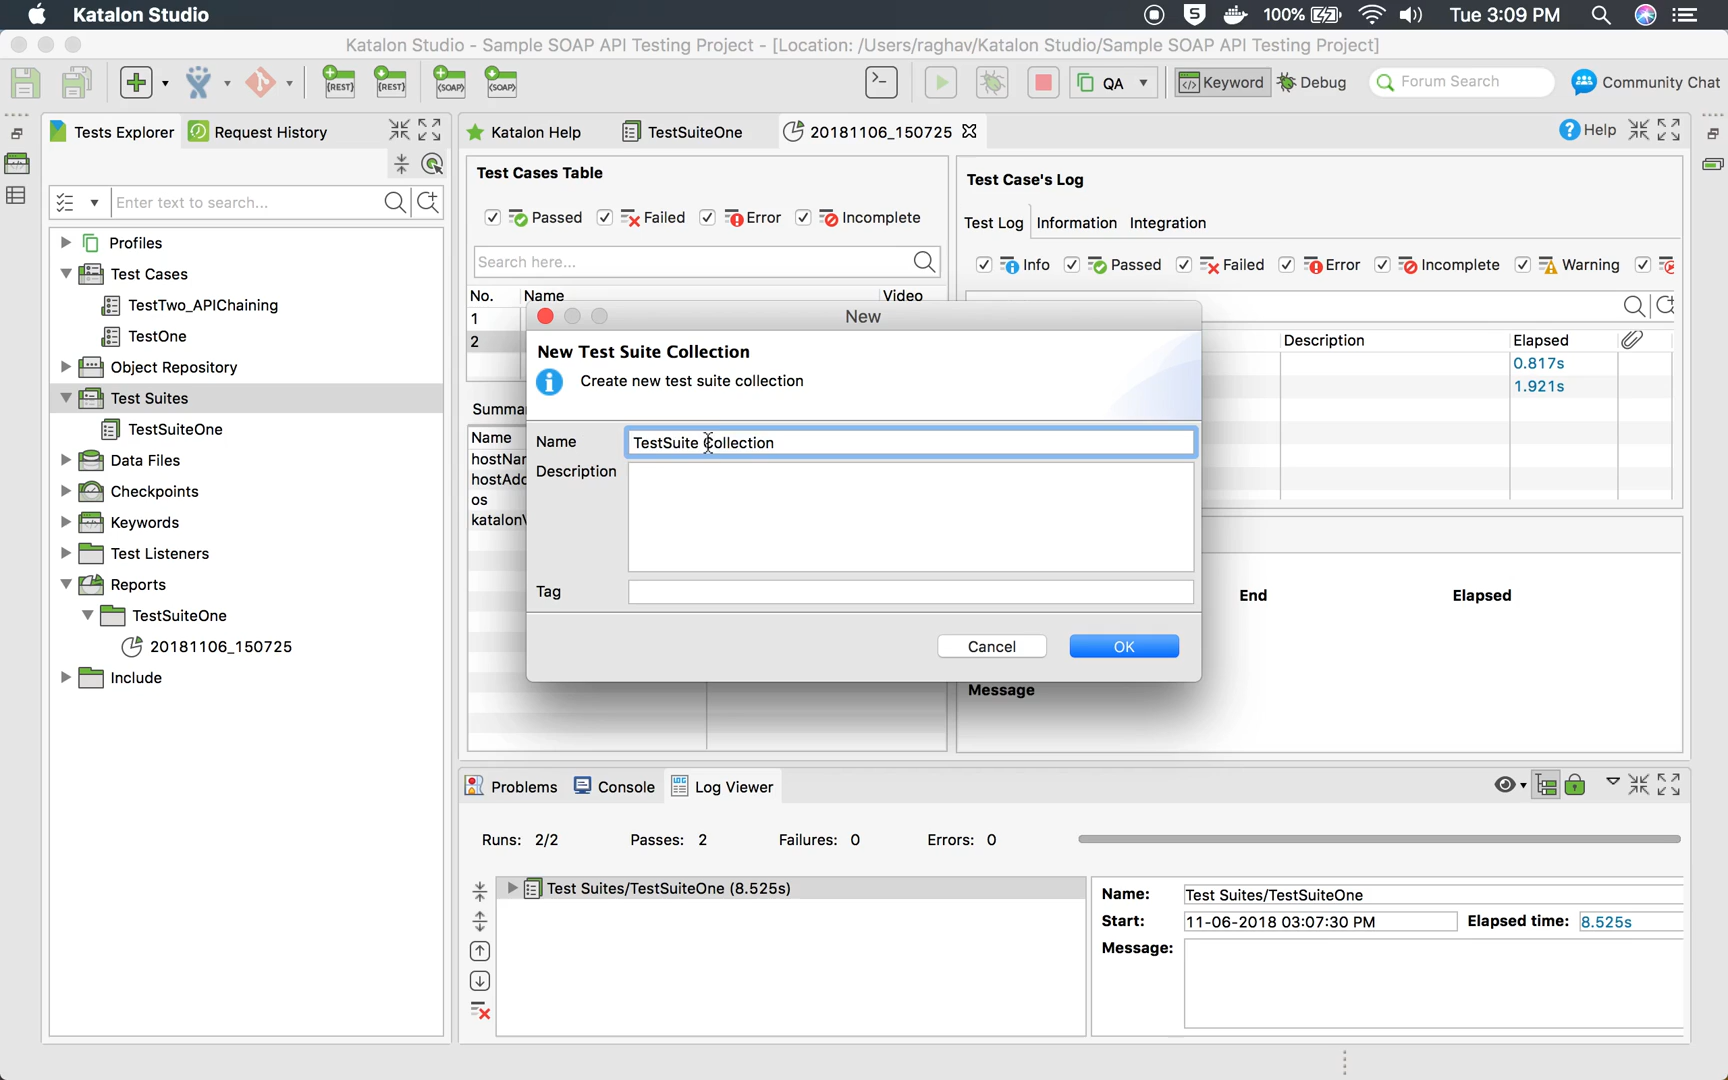 Katalon Studio
100%
Tue 3:09 PM
Katalon Studio - Sample SOAP API Testing Project - [Location: /Users/raghav/Katalon Studio/Sample SOAP API Testing Project]
{REST}
{REST}
{SOAP}
{SOAP}
QA
Keyword
Debug
Forum Search
Community Chat
Tests Explorer
Request History
Enter text to search...
Profiles
Test Cases
TestTwo_APIChaining
TestOne
Object Repository
Test Suites
TestSuiteOne
Data Files
Checkpoints
Keywords
Test Listeners
Reports
TestSuiteOne
20181106_150725
Include
Katalon Help
TestSuiteOne
20181106_150725
Help
Test Cases Table
Passed
Failed
Error
Incomplete
Search here...
No.
Name
Video
1
2
Name
os
Test Case's Log
Test Log
Information
Integration
Info
Passed
Failed
Error
Incomplete
Warning
Description
Elapsed
0.817s
1.921s
End
Elapsed
Message
New
New Test Suite Collection
Create new test suite collection
Name
TestSuite Collection
Description
Tag
Cancel
OK
Problems
Console
Log Viewer
Runs: 2/2
Passes: 2
Failures: 0
Errors: 0
Test Suites/TestSuiteOne (8.525s)
Name: Test Suites/TestSuiteOne
Start: 11-06-2018 03:07:30 PM
Elapsed time: 8.525s
Message: